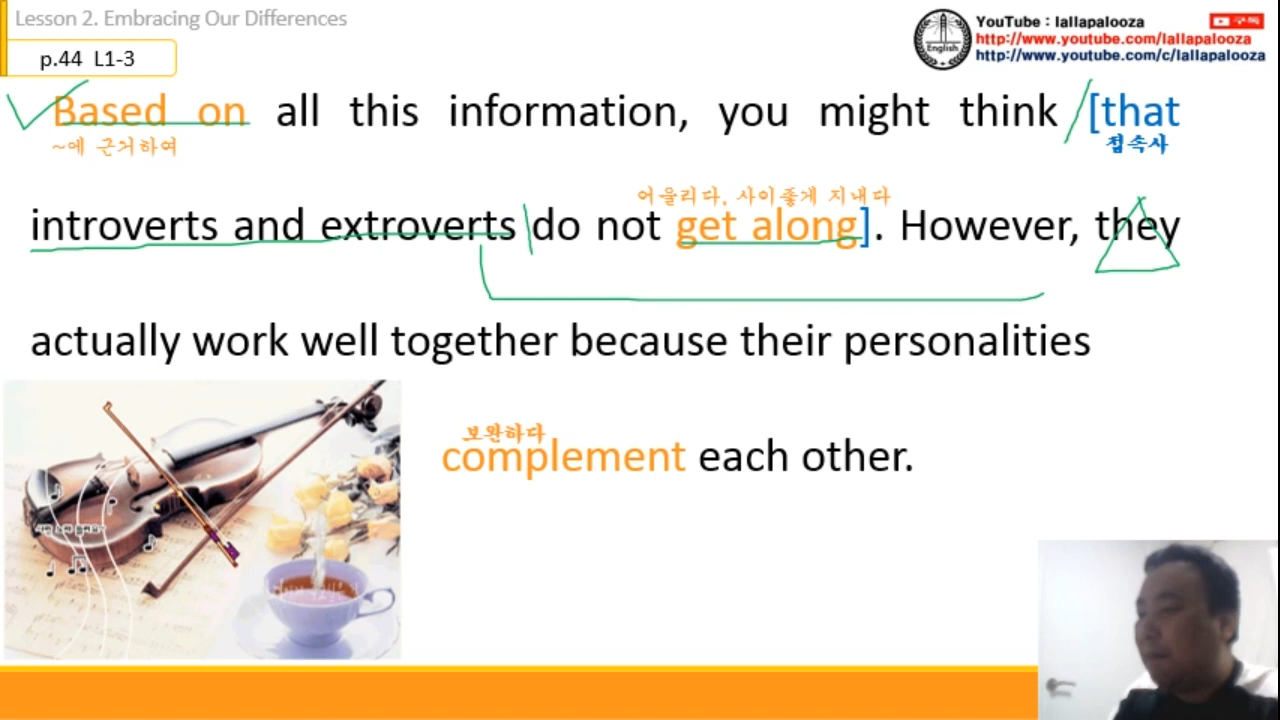 Lesson 2. Embracing Our Differences
p.44 L1-3
English
YouTube : lallapalooza
구독
http://www.youtube.com/lallapalooza
http://www.youtube.com/c/lallapalooza
Based on all this information, you might think [that
~에 근거하여
접속사
어울리다, 사이좋게 지내다
introverts and extroverts do not get along]. However, they
actually work well together because their personalities
보완하다
complement each other.